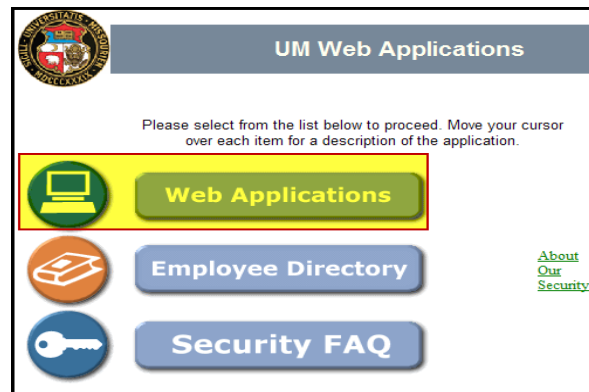 UM Web Applications
Please select from the list below to proceed. Move your cursor
over each item for a description of the application.
Web Applications
Employee Directory
About
Our
Security
Security FAQ